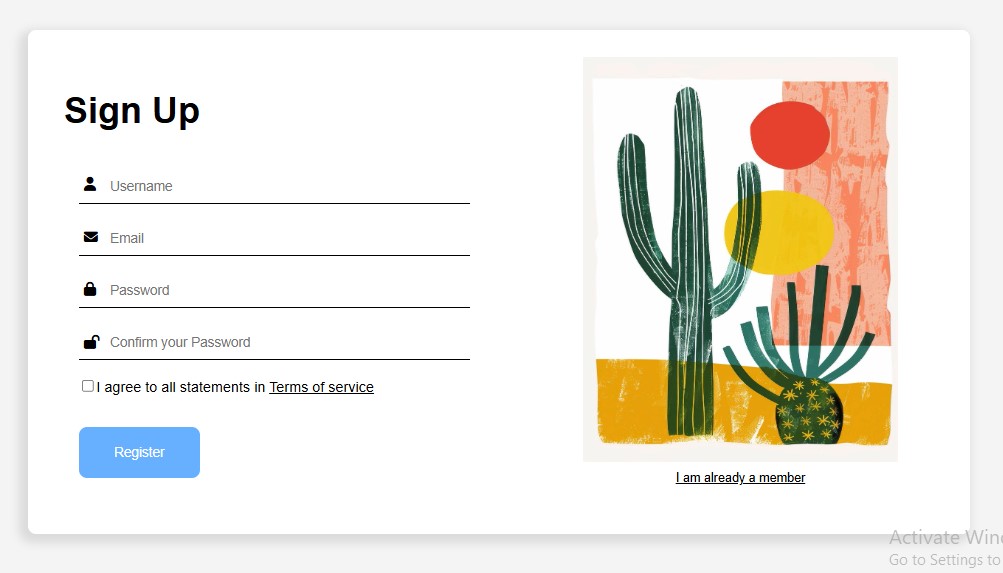 Sign Up
Username
Email
Password
Confirm your Password
I agree to all statements in Terms of service
Register
I am already a member
Activate
Go to Settings to